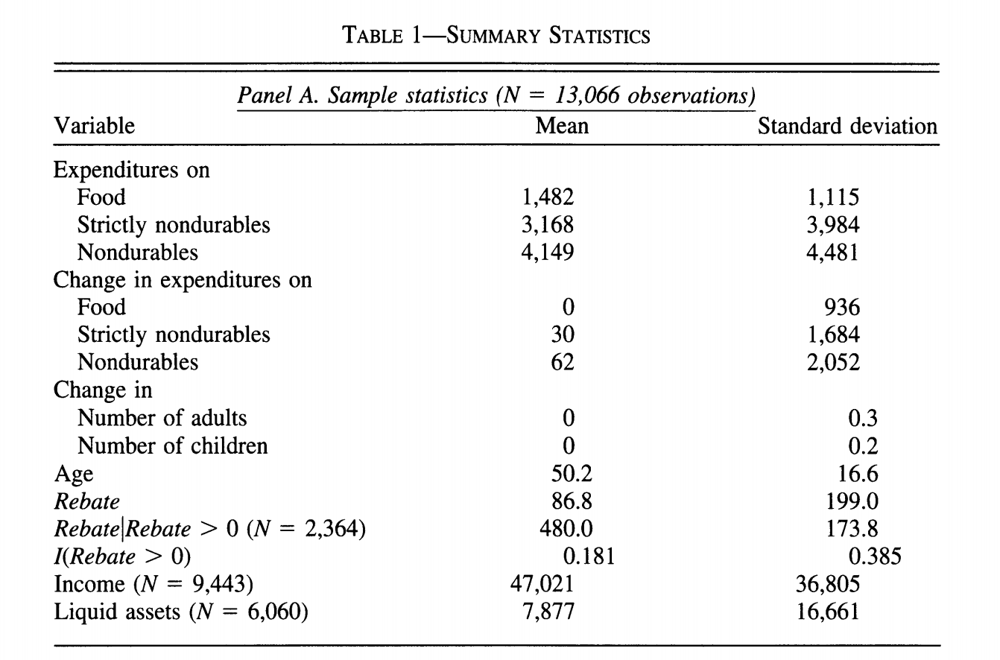 TABLE 1—SUMMARY STATISTICS
Panel A. Sample statistics (N = 13,066 observations)
Variable Mean Standard deviation
Expenditures on
Food 1,482 1,115
Strictly nondurables 3,168 3,984
Nondurables 4,149 4,481
Change in expenditures on
Food 0 936
Strictly nondurables 30 1,684
Nondurables 62 2,052
Change in
Number of adults 0 0.3
Number of children 0 0.2
Age 50.2 16.6
Rebate 86.8 199.0
Rebate|Rebate > 0 (N = 2,364) 480.0 173.8
I(Rebate > 0) 0.181 0.385
Income (N = 9,443) 47,021 36,805
Liquid assets (N = 6,060) 7,877 16,661